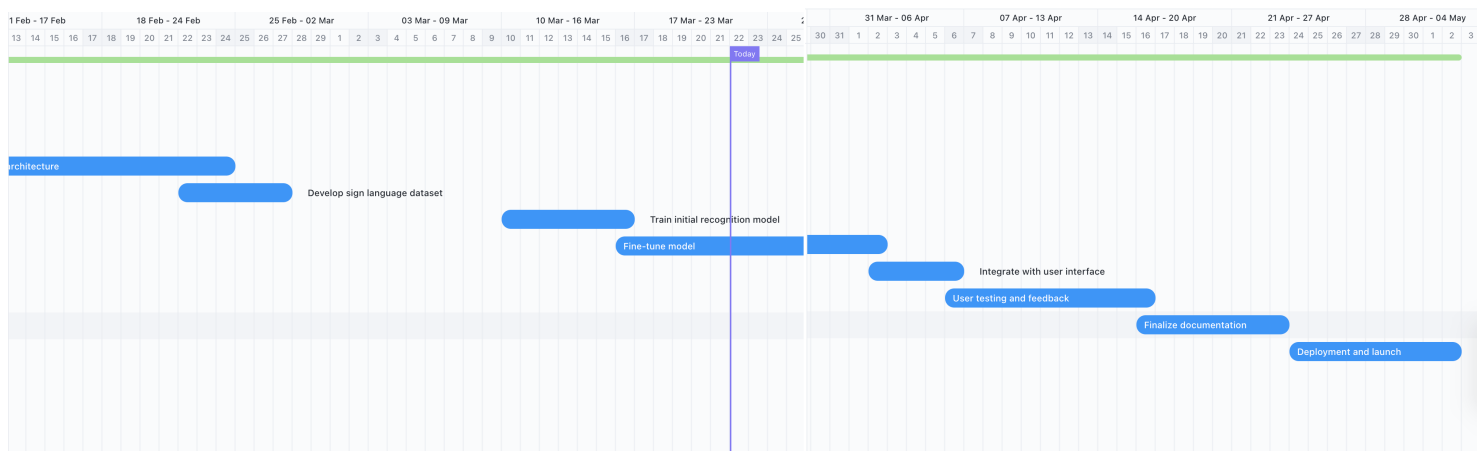 1 Feb - 17 Feb 18 Feb - 24 Feb 25 Feb - 02 Mar 03 Mar - 09 Mar 10 Mar - 16 Mar 17 Mar - 23 Mar 2 31 Mar - 06 Apr 07 Apr - 13 Apr 14 Apr - 20 Apr 21 Apr - 27 Apr 28 Apr - 04 May
13 14 15 16 17 18 19 20 21 22 23 24 25 26 27 28 29 1 2 3 4 5 6 7 8 9 10 11 12 13 14 15 16 17 18 19 20 21 22 23 24 25 30 31 1 2 3 4 5 6 7 8 9 10 11 12 13 14 15 16 17 18 19 20 21 22 23 24 25 26 27 28 29 30 1 2 3
Today
rchitecture
Develop sign language dataset
Train initial recognition model
Fine-tune model
Integrate with user interface
User testing and feedback
Finalize documentation
Deployment and launch